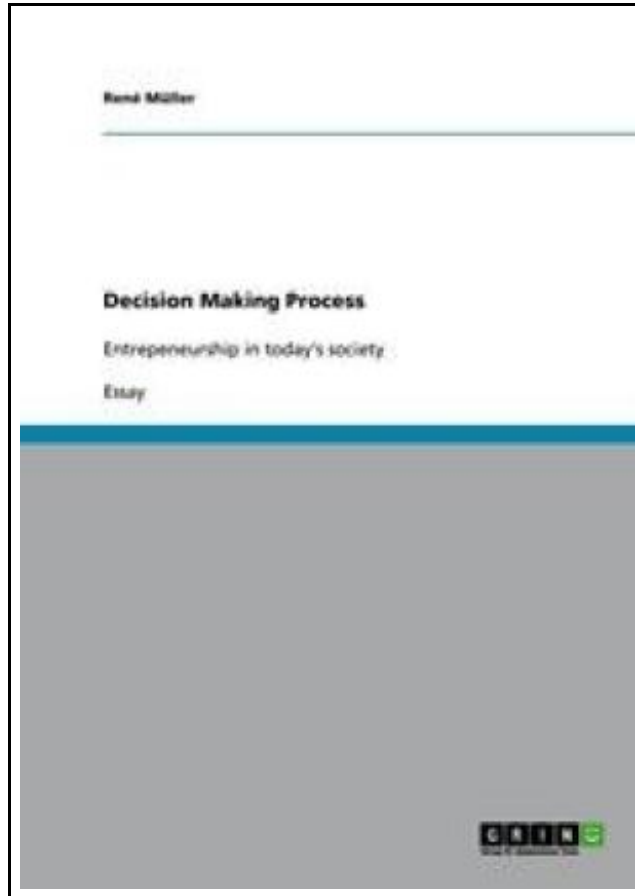 René Müller
Decision Making Process
Entrepeneurship in today's society
Essay
GRIN